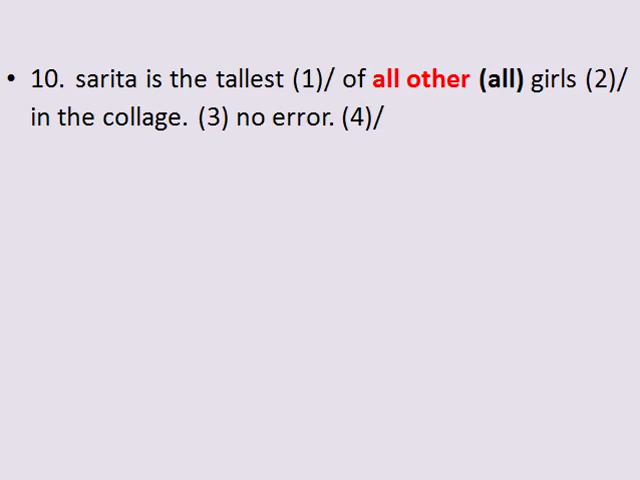 • 10. sarita is the tallest (1)/ of all other (all) girls (2)/
in the collage. (3) no error. (4)/